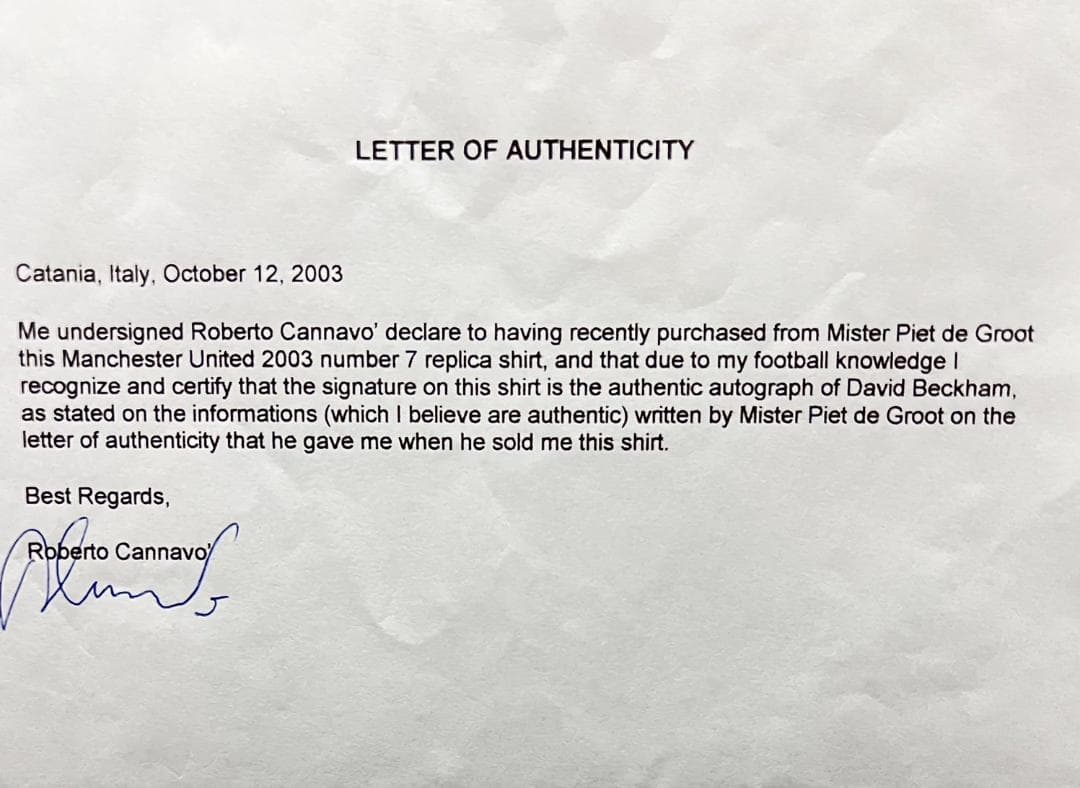 LETTER OF AUTHENTICITY
Catania, Italy, October 12, 2003
Me undersigned Roberto Cannavo' declare to having recently purchased from Mister Piet de Groot
this Manchester United 2003 number 7 replica shirt, and that due to my football knowledge I
recognize and certify that the signature on this shirt is the authentic autograph of David Beckham,
as stated on the informations (which I believe are authentic) written by Mister Piet de Groot on the
letter of authenticity that he gave me when he sold me this shirt.
Best Regards,
Roberto Cannavo'